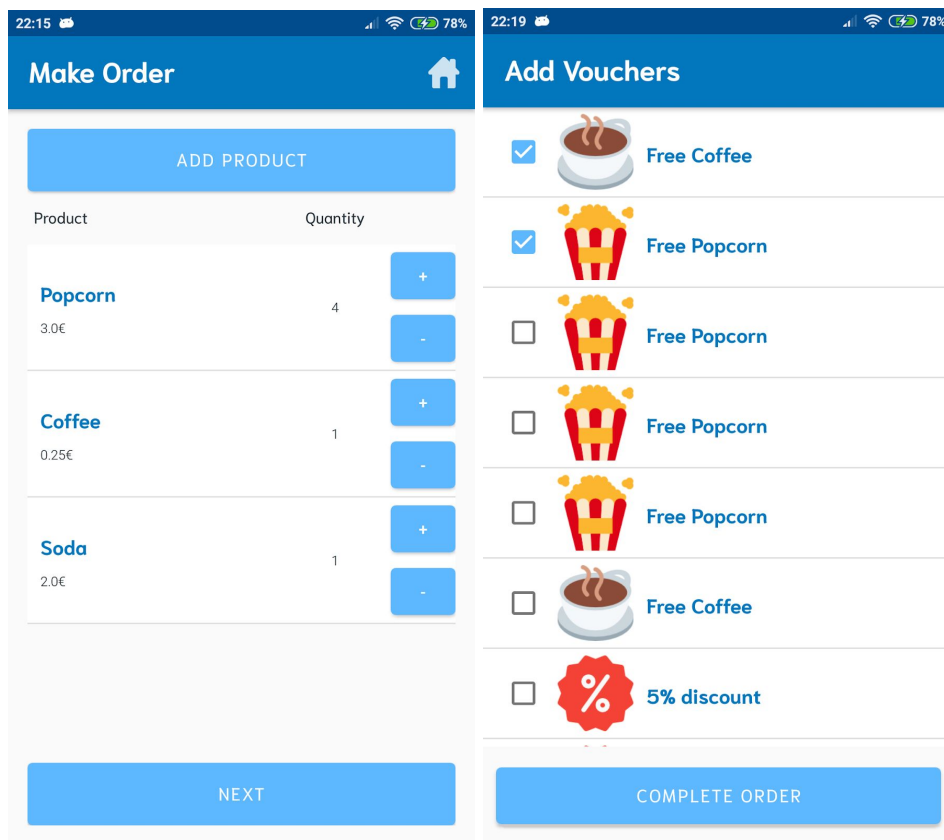 22:15 78%
Make Order
ADD PRODUCT
Product Quantity
Popcorn
3.0€
4
+
-
Coffee
0.25€
1
+
-
Soda
2.0€
1
+
-
NEXT
22:19 78%
Add Vouchers
Free Coffee
Free Popcorn
Free Popcorn
Free Popcorn
Free Popcorn
Free Coffee
% 5% discount
COMPLETE ORDER